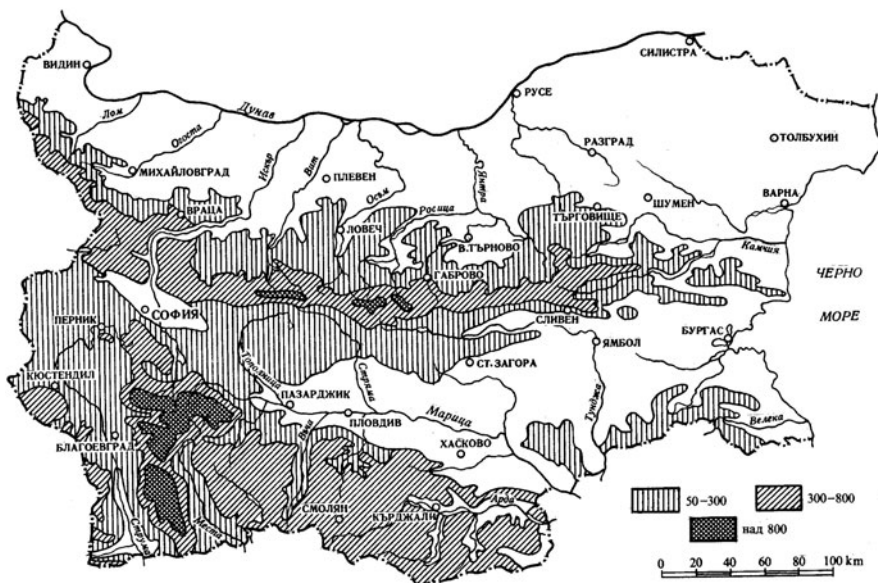 СИЛИСТРА
ВИДИН
РУСЕ
Дунав
Лом
Огоста
Искър
Вит
РАЗГРАД
ТОЛБУХИН
МИХАЙЛОВГРАД
ПЛЕВЕН
Осъм
Янтра
ВРАЦА
Росица
ШУМЕН
ВАРНА
ТЪРГОВИЩЕ
ЛОВЕЧ
В.ТЪРНОВО
Камчия
ГАБРОВО
ЧЕРНО
МОРЕ
СОФИЯ
ПЕРНИК
СЛИВЕН
БУРГАС
ЯМБОЛ
КЮСТЕНДИЛ
Тополница
Стряма
СТ. ЗАГОРА
Тунджа
ПАЗАРДЖИК
Марица
Велека
ПЛОВДИВ
БЛАГОЕВГРАД
Въча
ХАСКОВО
СМОЛЯН
КЪРДЖАЛИ
Арда
Струма
Места
50-300
300-800
над 800
0 20 40 60 80 100 km